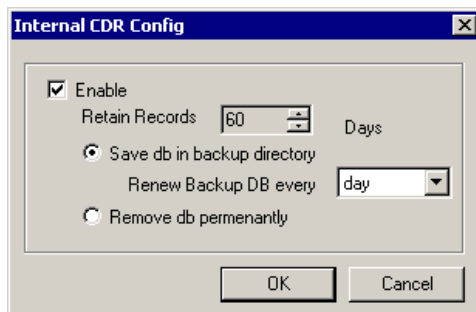 Internal CDR Config
Enable
Retain Records 60 Days
Save db in backup directory
Renew Backup DB every day
Remove db permenantly
OK Cancel